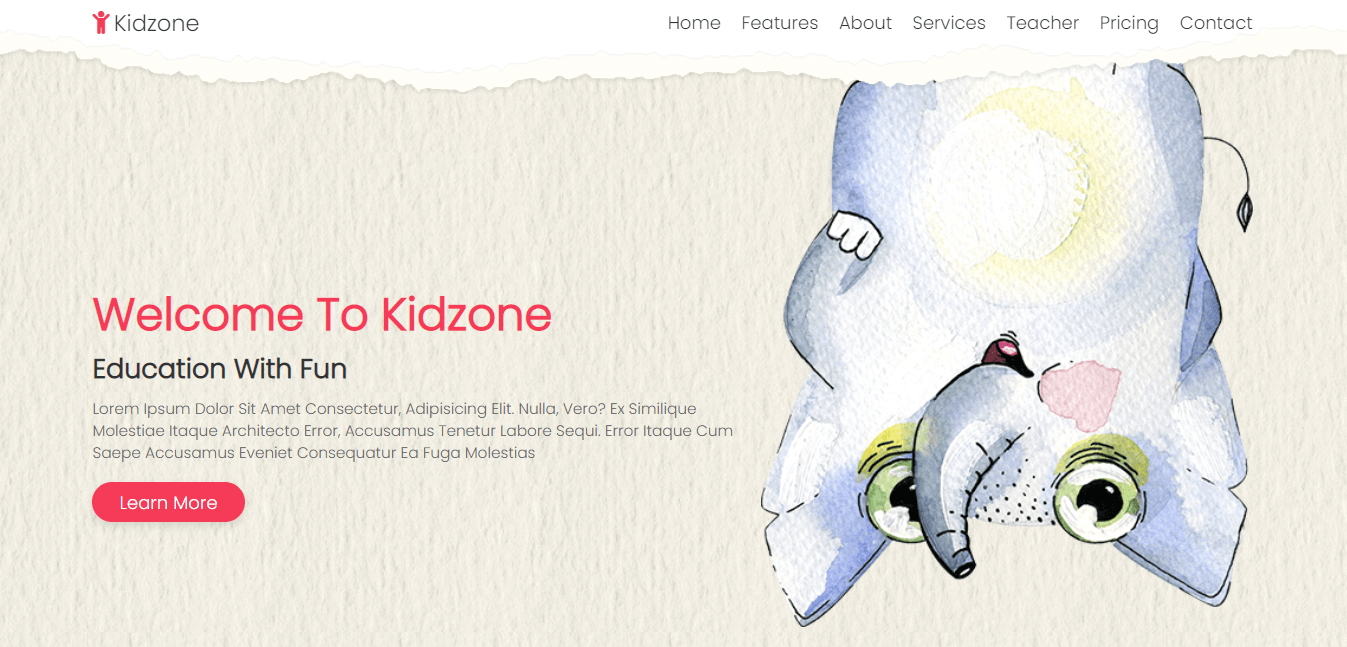 Kidzone
Home Features About Services Teacher Pricing Contact
Welcome To Kidzone
Education With Fun
Lorem Ipsum Dolor Sit Amet Consectetur, Adipisicing Elit. Nulla, Vero? Ex Similique
Molestiae Itaque Architecto Error, Accusamus Tenetur Labore Sequi. Error Itaque Cum
Saepe Accusamus Eveniet Consequatur Ea Fuga Molestias
Learn More